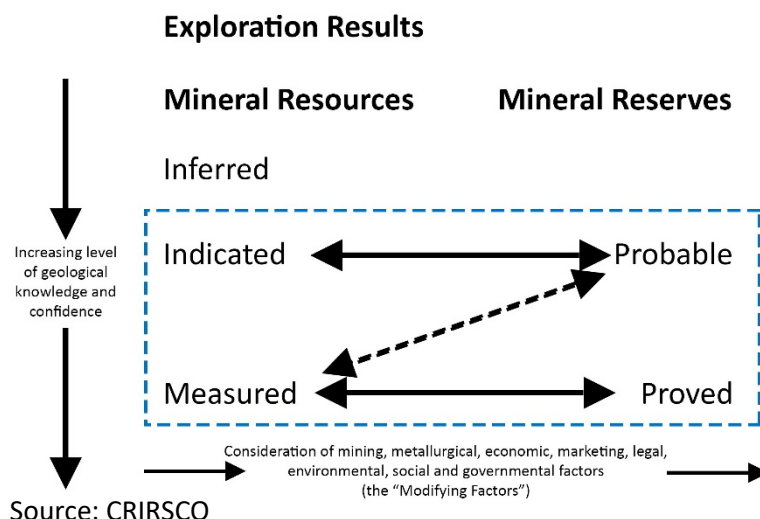 Exploration Results
Mineral Resources
Mineral Reserves
Inferred
Increasing level
of geological
knowledge and
confidence
Indicated
Probable
Measured
Proved
Consideration of mining, metallurgical, economic, marketing, legal,
environmental, social and governmental factors
(the “Modifying Factors”)
Source: CRIRSCO